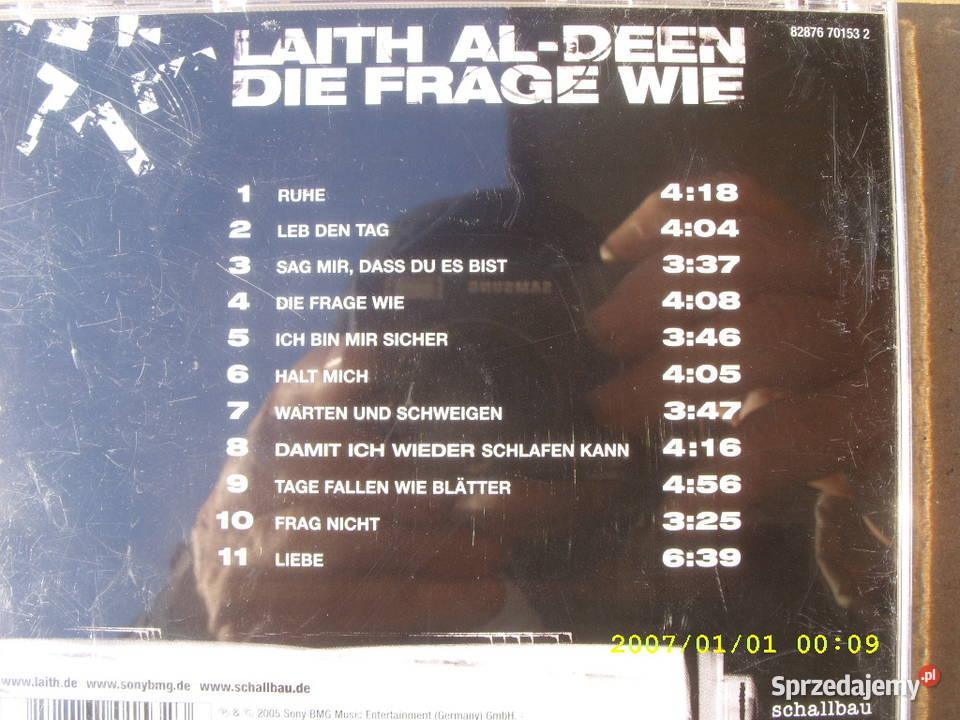 LAITH AL-DEEN
DIE FRAGE WIE
82876 70153 2
1 RUHE 4:18
2 LEB DEN TAG 4:04
3 SAG MIR, DASS DU ES BIST 3:37
4 DIE FRAGE WIE 4:08
5 ICH BIN MIR SICHER 3:46
6 HALT MICH 4:05
7 WARTEN UND SCHWEIGEN 3:47
8 DAMIT ICH WIEDER SCHLAFEN KANN 4:16
9 TAGE FALLEN WIE BLÄTTER 4:56
10 FRAG NICHT 3:25
11 LIEBE 6:39
SAMSUNG
2007/01/01 00:09
www.laith.de www.sonybmg.de www.schallbau.de
℗ & © 2005 Sony BMG Music Entertainment (Germany) GmbH. -
Sprzedajemy.pl
schallbau